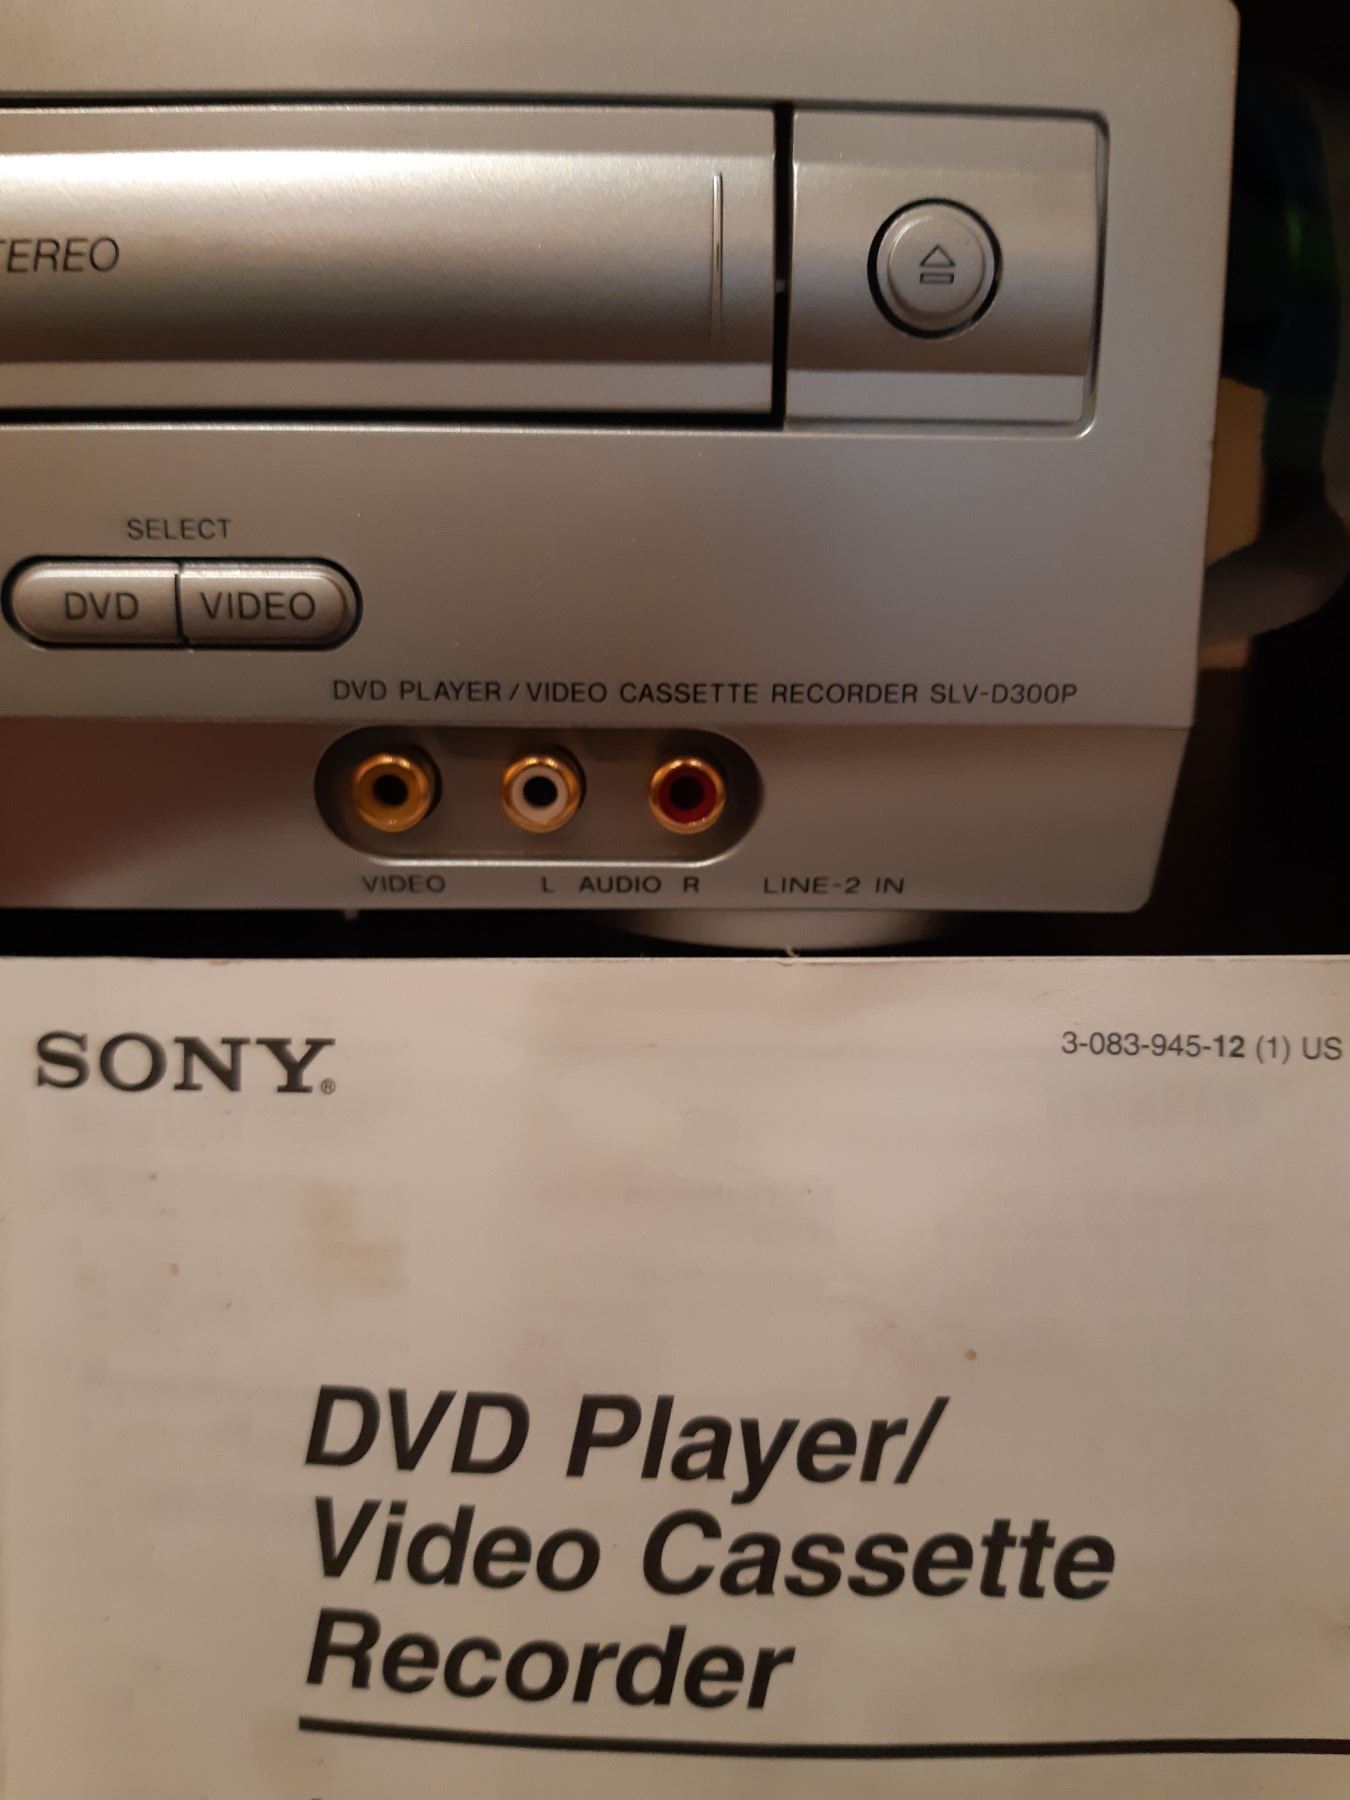 TEREO
SELECT
DVD VIDEO
DVD PLAYER / VIDEO CASSETTE RECORDER SLV-D300P
VIDEO L AUDIO R LINE-2 IN
SONY®
3-083-945-12 (1) US
DVD Player/
Video Cassette
Recorder